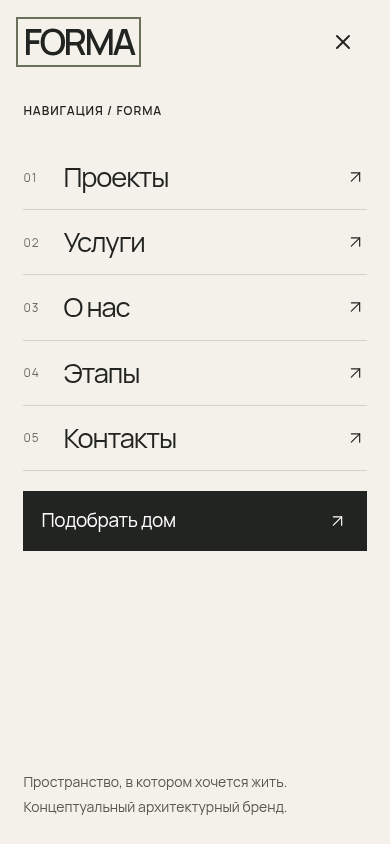 FORMA
НАВИГАЦИЯ / FORMA
01 Проекты
02 Услуги
03 О нас
04 Этапы
05 Контакты
Подобрать дом
Пространство, в котором хочется жить.
Концептуальный архитектурный бренд.